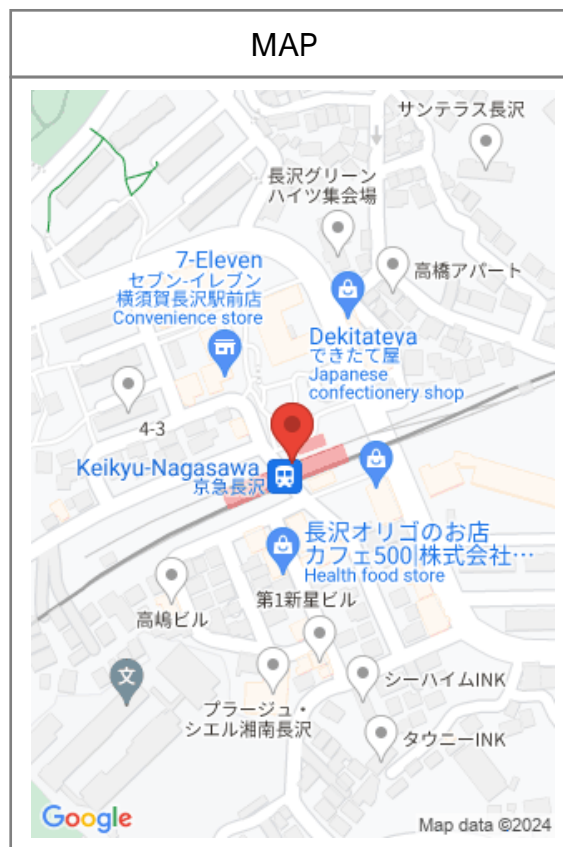 MAP
サンテラス長沢
長沢グリーン
ハイツ集会場
高橋アパート
7-Eleven
セブン-イレブン
横須賀長沢駅前店
Convenience store
Dekitateya
できたて屋
Japanese
confectionery shop
4-3
Keikyu-Nagasawa
京急長沢
長沢オリゴのお店
カフェ500|株式会社…
Health food store
第1新星ビル
高嶋ビル
文
シーハイムINK
プラージュ・
シエル湘南長沢
タウニーINK
Google
Map data ©2024